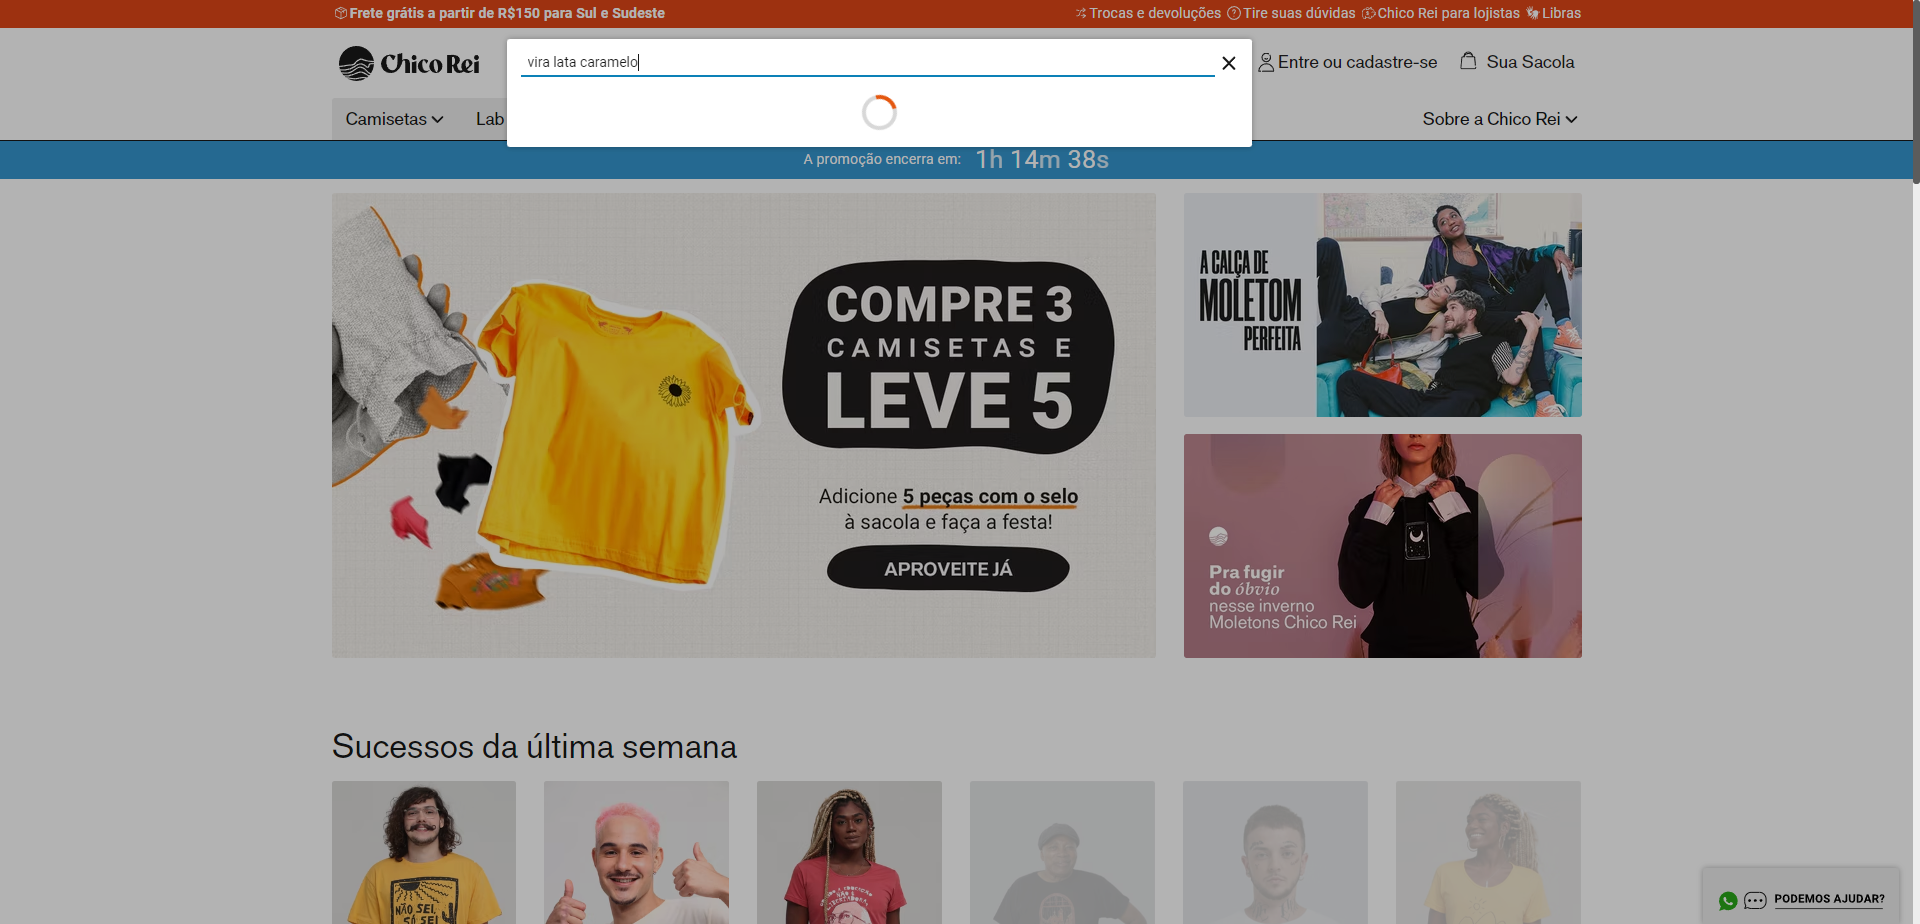 Frete grátis a partir de R$150 para Sul e Sudeste
Trocas e devoluções Tire suas dúvidas Chico Rei para lojistas Libras
Chico Rei
vira lata caramelo
Entre ou cadastre-se Sua Sacola
Camisetas Lab
Sobre a Chico Rei
A promoção encerra em: 1h 14m 38s
COMPRE 3
CAMISETAS E
LEVE 5
Adicione 5 peças com o selo
à sacola e faça a festa!
APROVEITE JÁ
A CALÇA DE
MOLETOM
PERFEITA
Pra fugir
do óbvio
nesse inverno
Moletons Chico Rei
Sucessos da última semana
NÃO SEI,
SÓ SEI
PODEMOS AJUDAR?